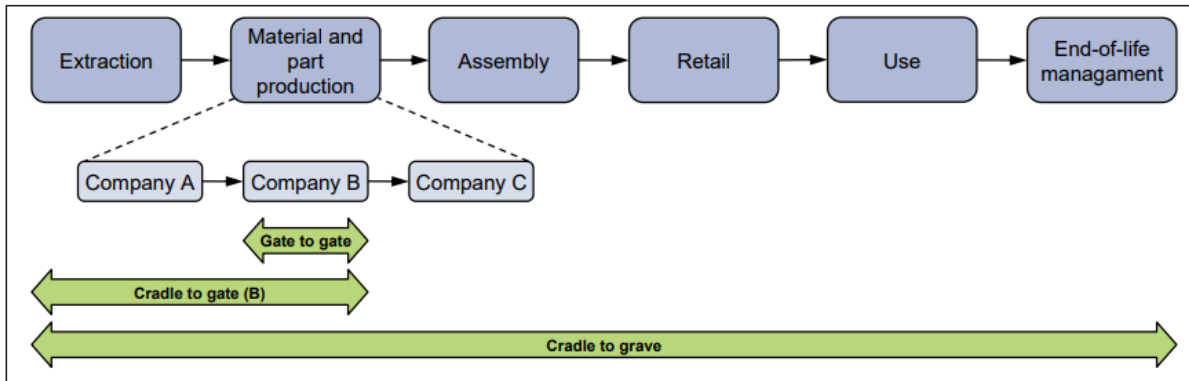 Extraction
Material and
part
production
Assembly
Retail
Use
End-of-life
managament
Company A
Company B
Company C
Gate to gate
Cradle to gate (B)
Cradle to grave